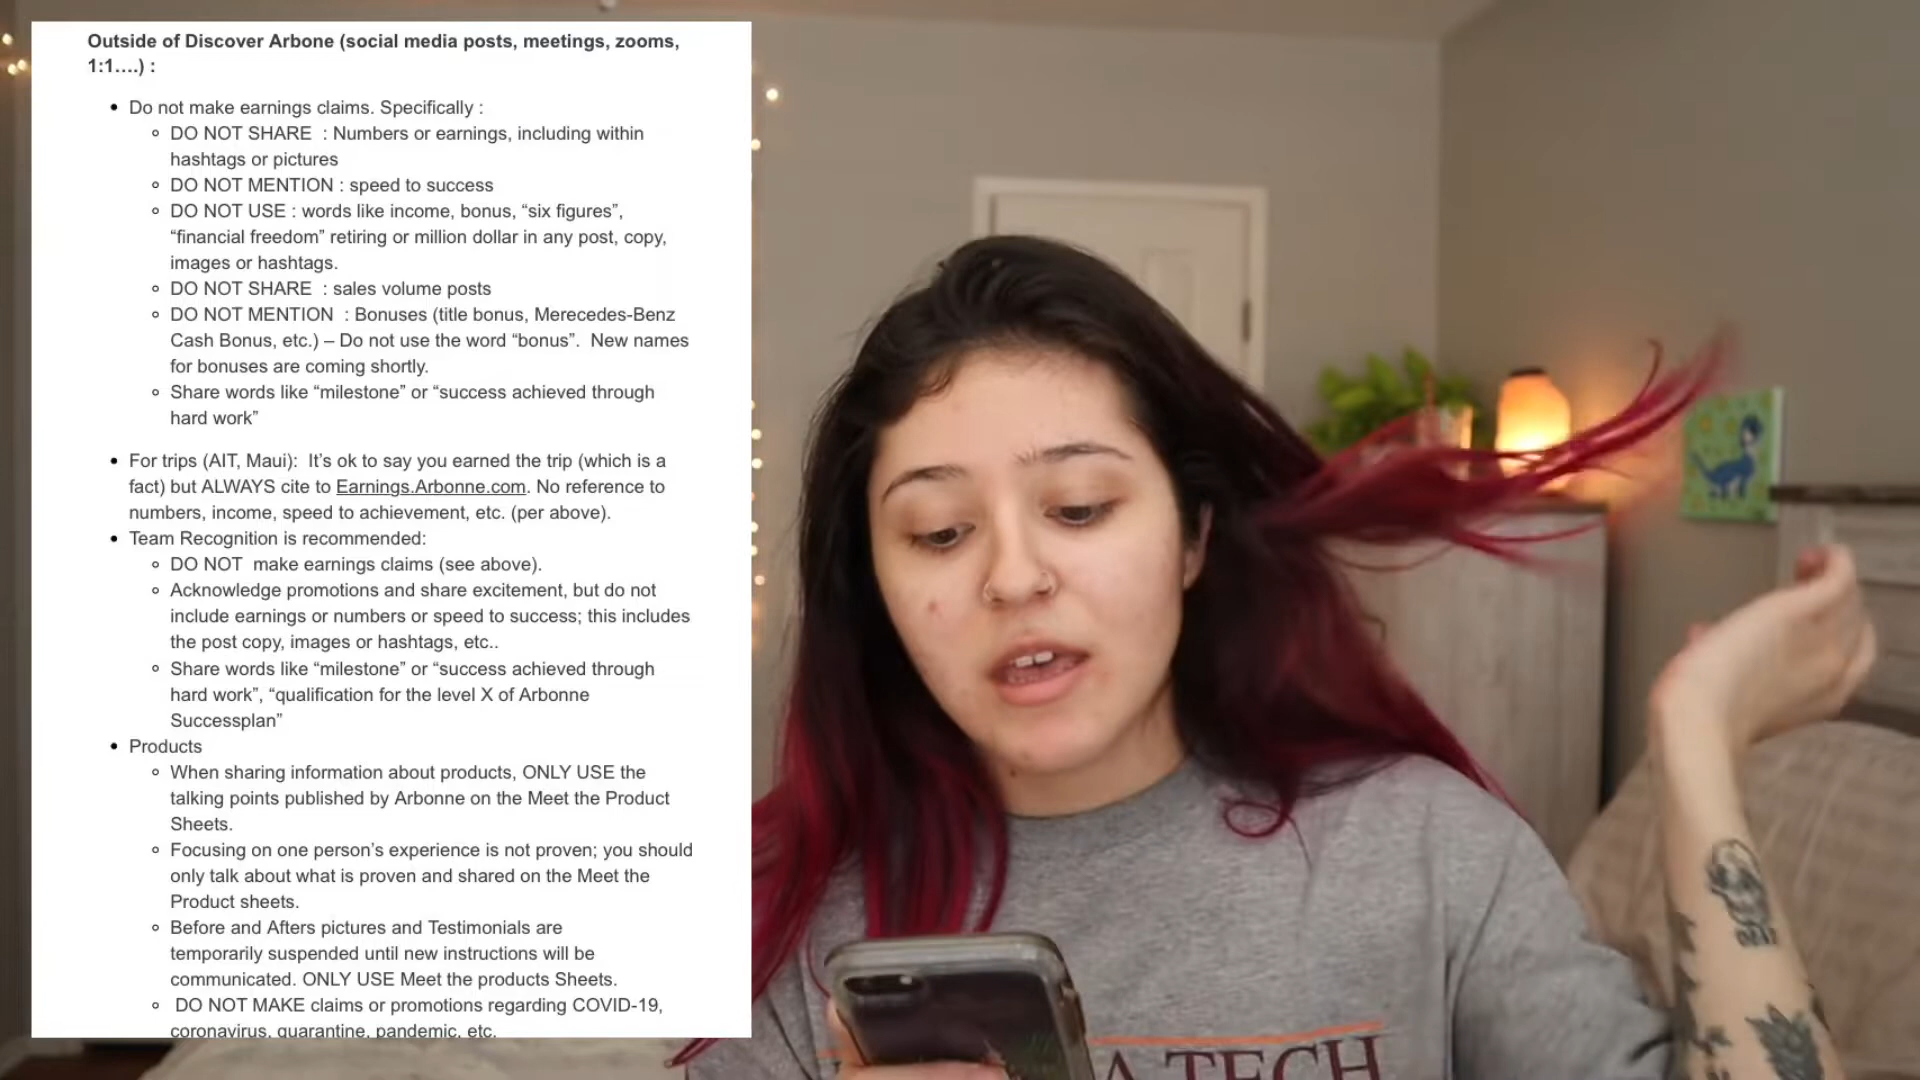 Outside of Discover Arbone (social media posts, meetings, zooms,
1:1….) :
Do not make earnings claims. Specifically :
DO NOT SHARE  : Numbers or earnings, including within
hashtags or pictures
DO NOT MENTION : speed to success
DO NOT USE : words like income, bonus, “six figures”,
“financial freedom” retiring or million dollar in any post, copy,
images or hashtags.
DO NOT SHARE  : sales volume posts
DO NOT MENTION  : Bonuses (title bonus, Merecedes-Benz
Cash Bonus, etc.) – Do not use the word “bonus”.  New names
for bonuses are coming shortly.
Share words like “milestone” or “success achieved through
hard work”
For trips (AIT, Maui):  It’s ok to say you earned the trip (which is a
fact) but ALWAYS cite to Earnings.Arbonne.com. No reference to
numbers, income, speed to achievement, etc. (per above).
Team Recognition is recommended:
DO NOT  make earnings claims (see above).
Acknowledge promotions and share excitement, but do not
include earnings or numbers or speed to success; this includes
the post copy, images or hashtags, etc..
Share words like “milestone” or “success achieved through
hard work”, “qualification for the level X of Arbonne
Successplan”
Products
When sharing information about products, ONLY USE the
talking points published by Arbonne on the Meet the Product
Sheets.
Focusing on one person’s experience is not proven; you should
only talk about what is proven and shared on the Meet the
Product sheets.
Before and Afters pictures and Testimonials are
temporarily suspended until new instructions will be
communicated. ONLY USE Meet the products Sheets.
DO NOT MAKE claims or promotions regarding COVID-19,
coronavirus, quarantine, pandemic, etc.
TECH